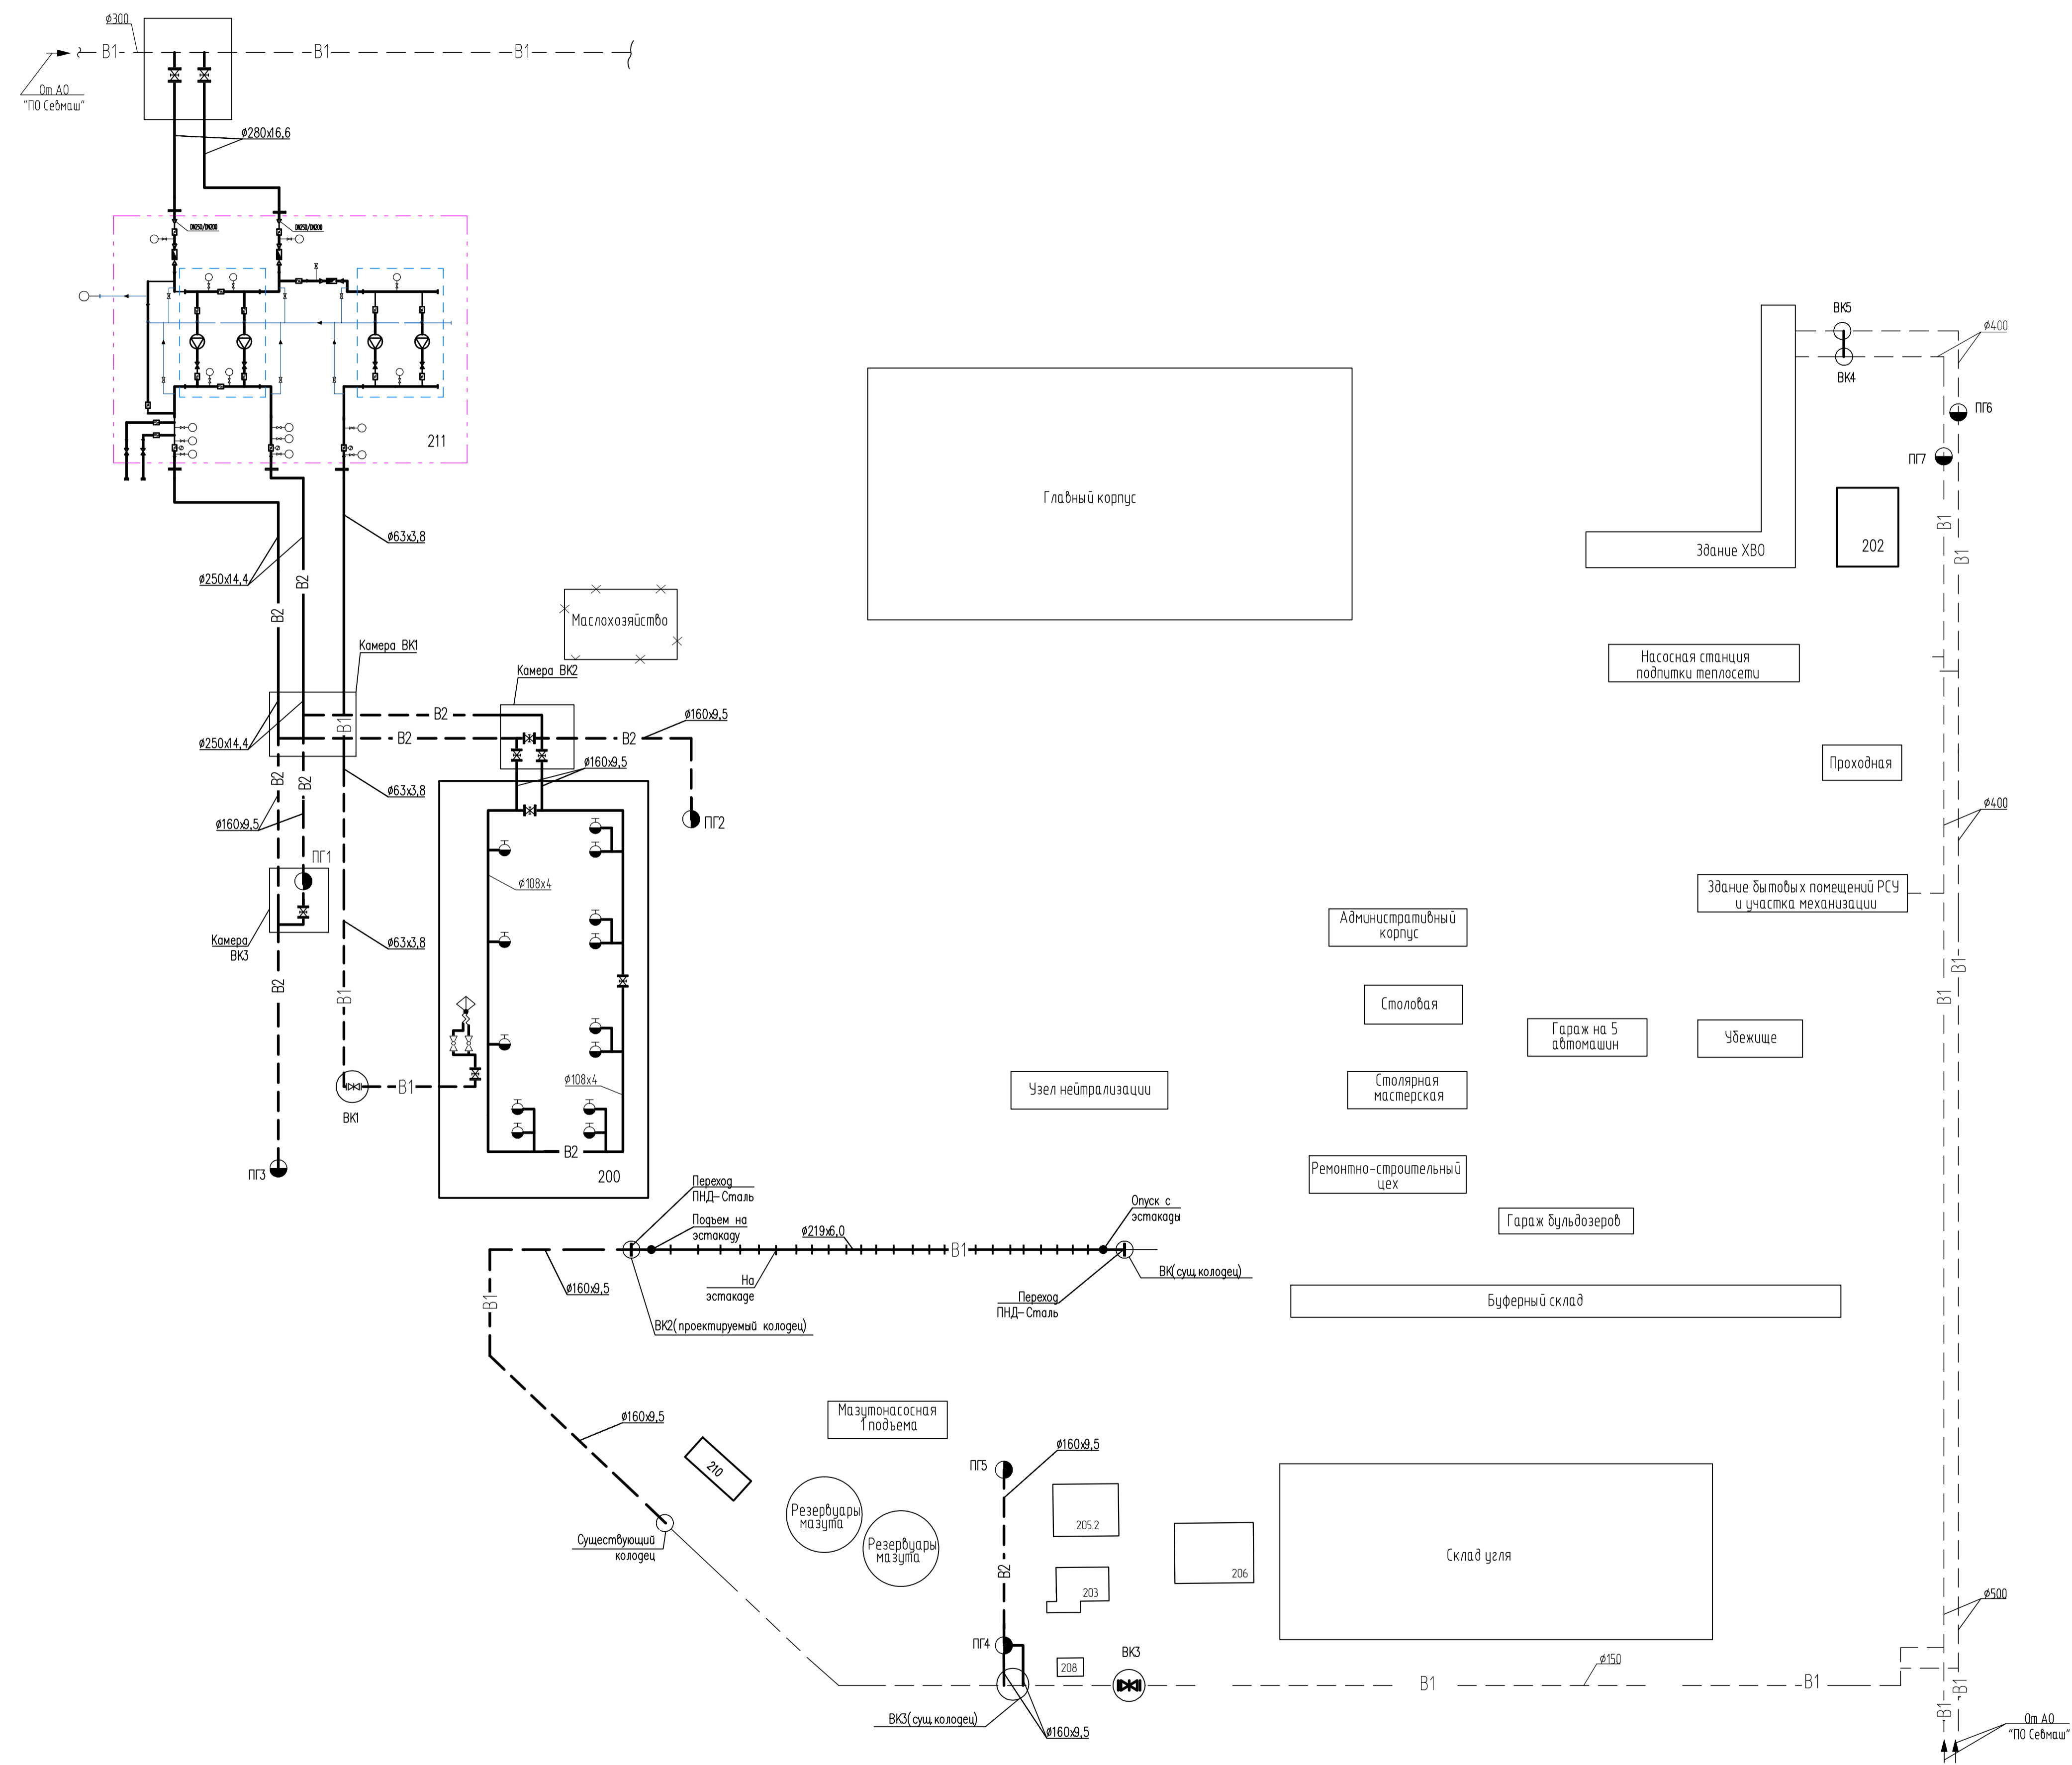 ø300
В1
В1
В1
От АО
"ПО Севмаш"
ø280х16,6
DN250/DN200
DN250/DN200
211
ø63х3,8
ø250х14,4
В2
В2
Маслохозяйство
Главный корпус
ВК5
ВК4
ø400
ПГ6
ПГ7
В1
В1
202
Здание ХВО
Насосная станция
подпитки теплосети
Проходная
ø400
Камера ВК1
Камера ВК2
В2
В1
В2
ø160х9,5
В2
ø250х14,4
ø160х9,5
В2
В2
ø63х3,8
ø160х9,5
ПГ2
ПГ1
ø108х4
Здание бытовых помещений РСУ
и участка механизации
Административный
корпус
Камера
ВК3
ø63х3,8
В2
В1
В1
В1
Столовая
Гараж на 5
автомашин
Убежище
Узел нейтрализации
Столярная
мастерская
ø108х4
В1
ВК1
В2
200
ПГ3
Ремонтно-строительный
цех
Гараж бульдозеров
Переход
ПНД-Сталь
Подъем на
эстакаду
ø219х6,0
В1
Опуск с
эстакады
ø160х9,5
На
эстакаде
ВК(сущ.колодец)
Переход
ПНД-Сталь
В1
ВК2(проектируемый колодец)
Буферный склад
Мазутонасосная
1 подъема
ø160х9,5
ø160х9,5
210
ПГ5
Резервуары
мазута
Резервуары
мазута
205.2
206
Склад угля
Существующий
колодец
В2
203
ø500
ПГ4
208
ВК3
ø150
В1
В1
В1
В1
ВК3(сущ.колодец)
ø160х9,5
От АО
"ПО Севмаш"